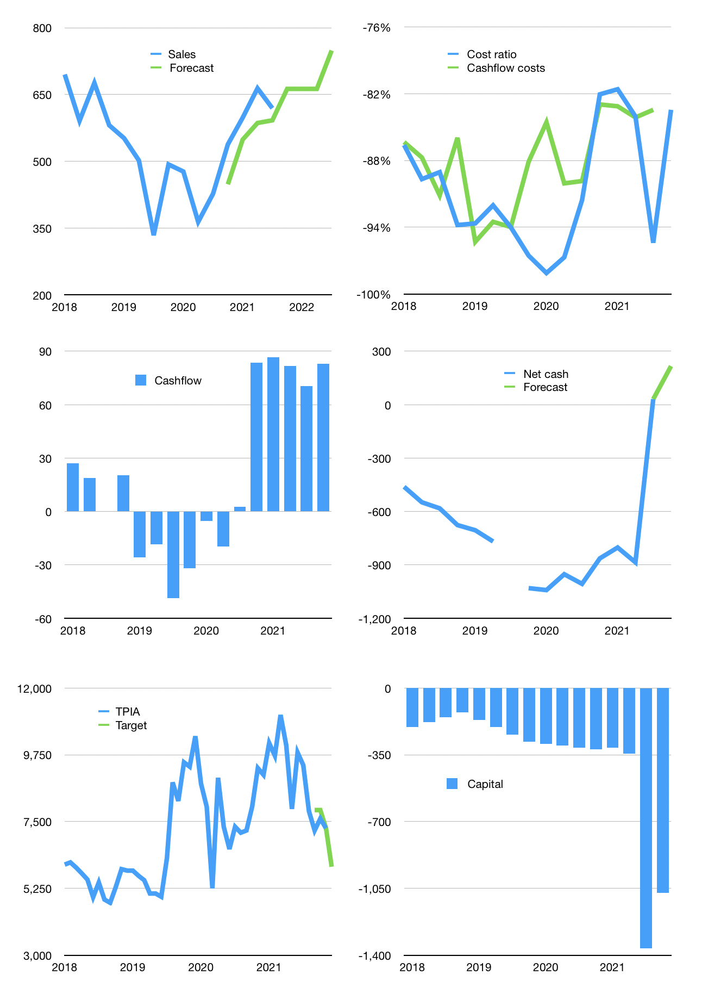 800
650
500
350
200
Sales
Forecast
2018 2019 2020 2021 2022
-76%
-82%
-88%
-94%
-100%
Cost ratio
Cashflow costs
2018 2019 2020 2021
90
60
30
0
-30
-60
Cashflow
2018 2019 2020 2021
300
0
-300
-600
-900
-1,200
Net cash
Forecast
2018 2019 2020 2021
12,000
9,750
7,500
5,250
3,000
TPIA
Target
2018 2019 2020 2021
0
-350
-700
-1,050
-1,400
Capital
2018 2019 2020 2021